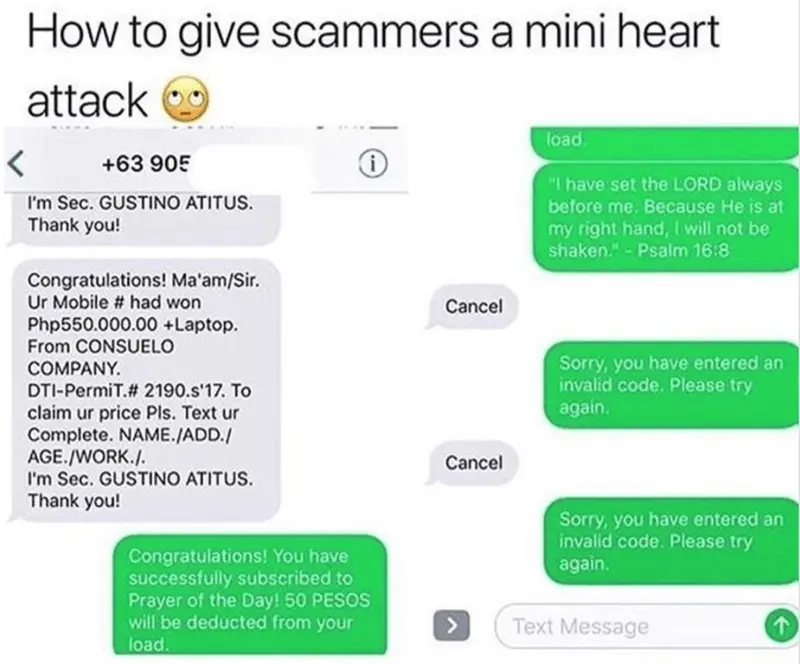 How to give scammers a mini heart
attack 🙄
+63 905
I'm Sec. GUSTINO ATITUS.
Thank you!
Congratulations! Ma'am/Sir.
Ur Mobile # had won
Php550.000.00 +Laptop.
From CONSUELO
COMPANY.
DTI-PermiT.# 2190.s'17. To
claim ur price Pls. Text ur
Complete. NAME./ADD./
AGE./WORK./.
I'm Sec. GUSTINO ATITUS.
Thank you!
Congratulations! You have
successfully subscribed to
Prayer of the Day! 50 PESOS
will be deducted from your
load.
load.
"I have set the LORD always
before me. Because He is at
my right hand, I will not be
shaken." - Psalm 16:8
Cancel
Sorry, you have entered an
invalid code. Please try
again.
Cancel
Sorry, you have entered an
invalid code. Please try
again.
Text Message